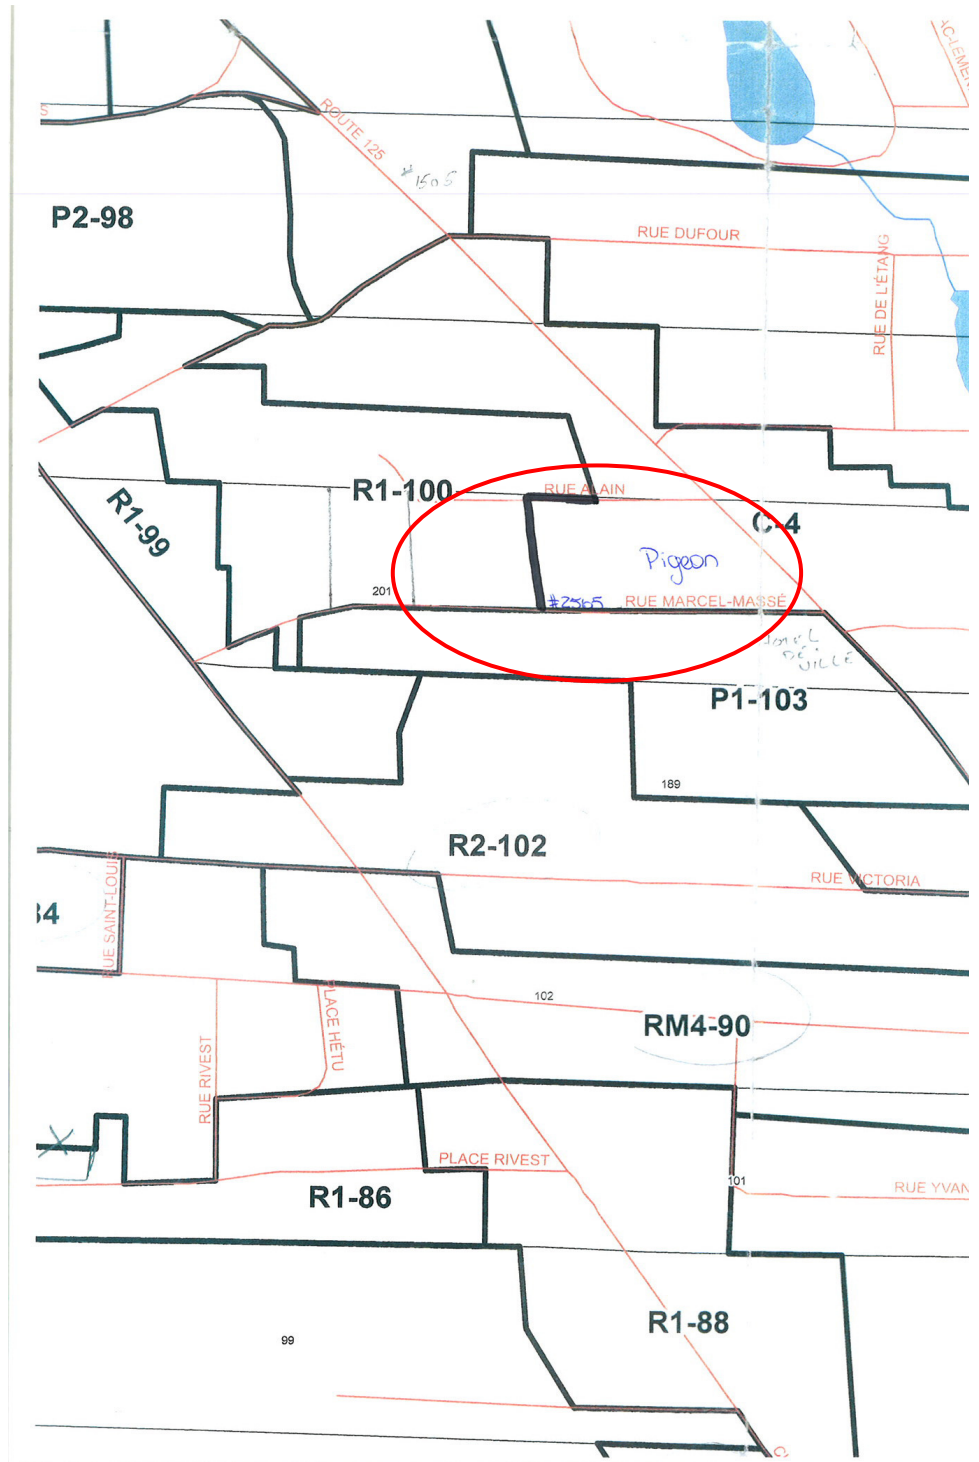 ROUTE 125
#1505
P2-98
RUE DUFOUR
RUE DE L'ÉTANG
R1-99
R1-100
RUE ALAIN
C-4
Pigeon
201
#2565
RUE MARCEL-MASSÉ
VILLE
P1-103
189
R2-102
RUE VICTORIA
34
RUE SAINT-LOUIS
102
RM4-90
PLACE HÉTU
RUE RIVEST
PLACE RIVEST
101
RUE YVAN
R1-86
R1-88
99